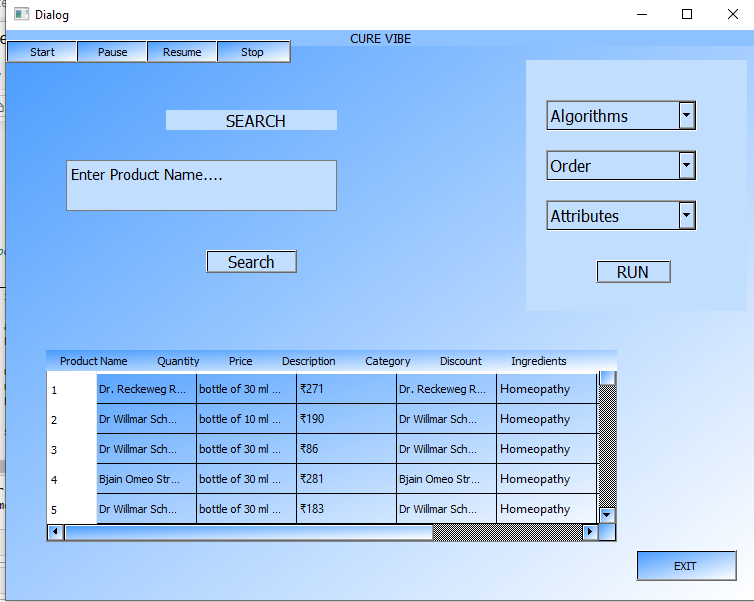 Dialog
CURE VIBE
Start Pause Resume Stop
SEARCH
Enter Product Name....
Search
Algorithms
Order
Attributes
RUN
Product Name Quantity Price Description Category Discount Ingredients
1 Dr. Reckeweg R... bottle of 30 ml ... ₹271 Dr. Reckeweg R... Homeopathy
2 Dr Willmar Sch... bottle of 10 ml ... ₹190 Dr Willmar Sch... Homeopathy
3 Dr Willmar Sch... bottle of 30 ml ... ₹86 Dr Willmar Sch... Homeopathy
4 Bjain Omeo Str... bottle of 30 ml ... ₹281 Bjain Omeo Str... Homeopathy
5 Dr Willmar Sch... bottle of 30 ml ... ₹183 Dr Willmar Sch... Homeopathy
EXIT